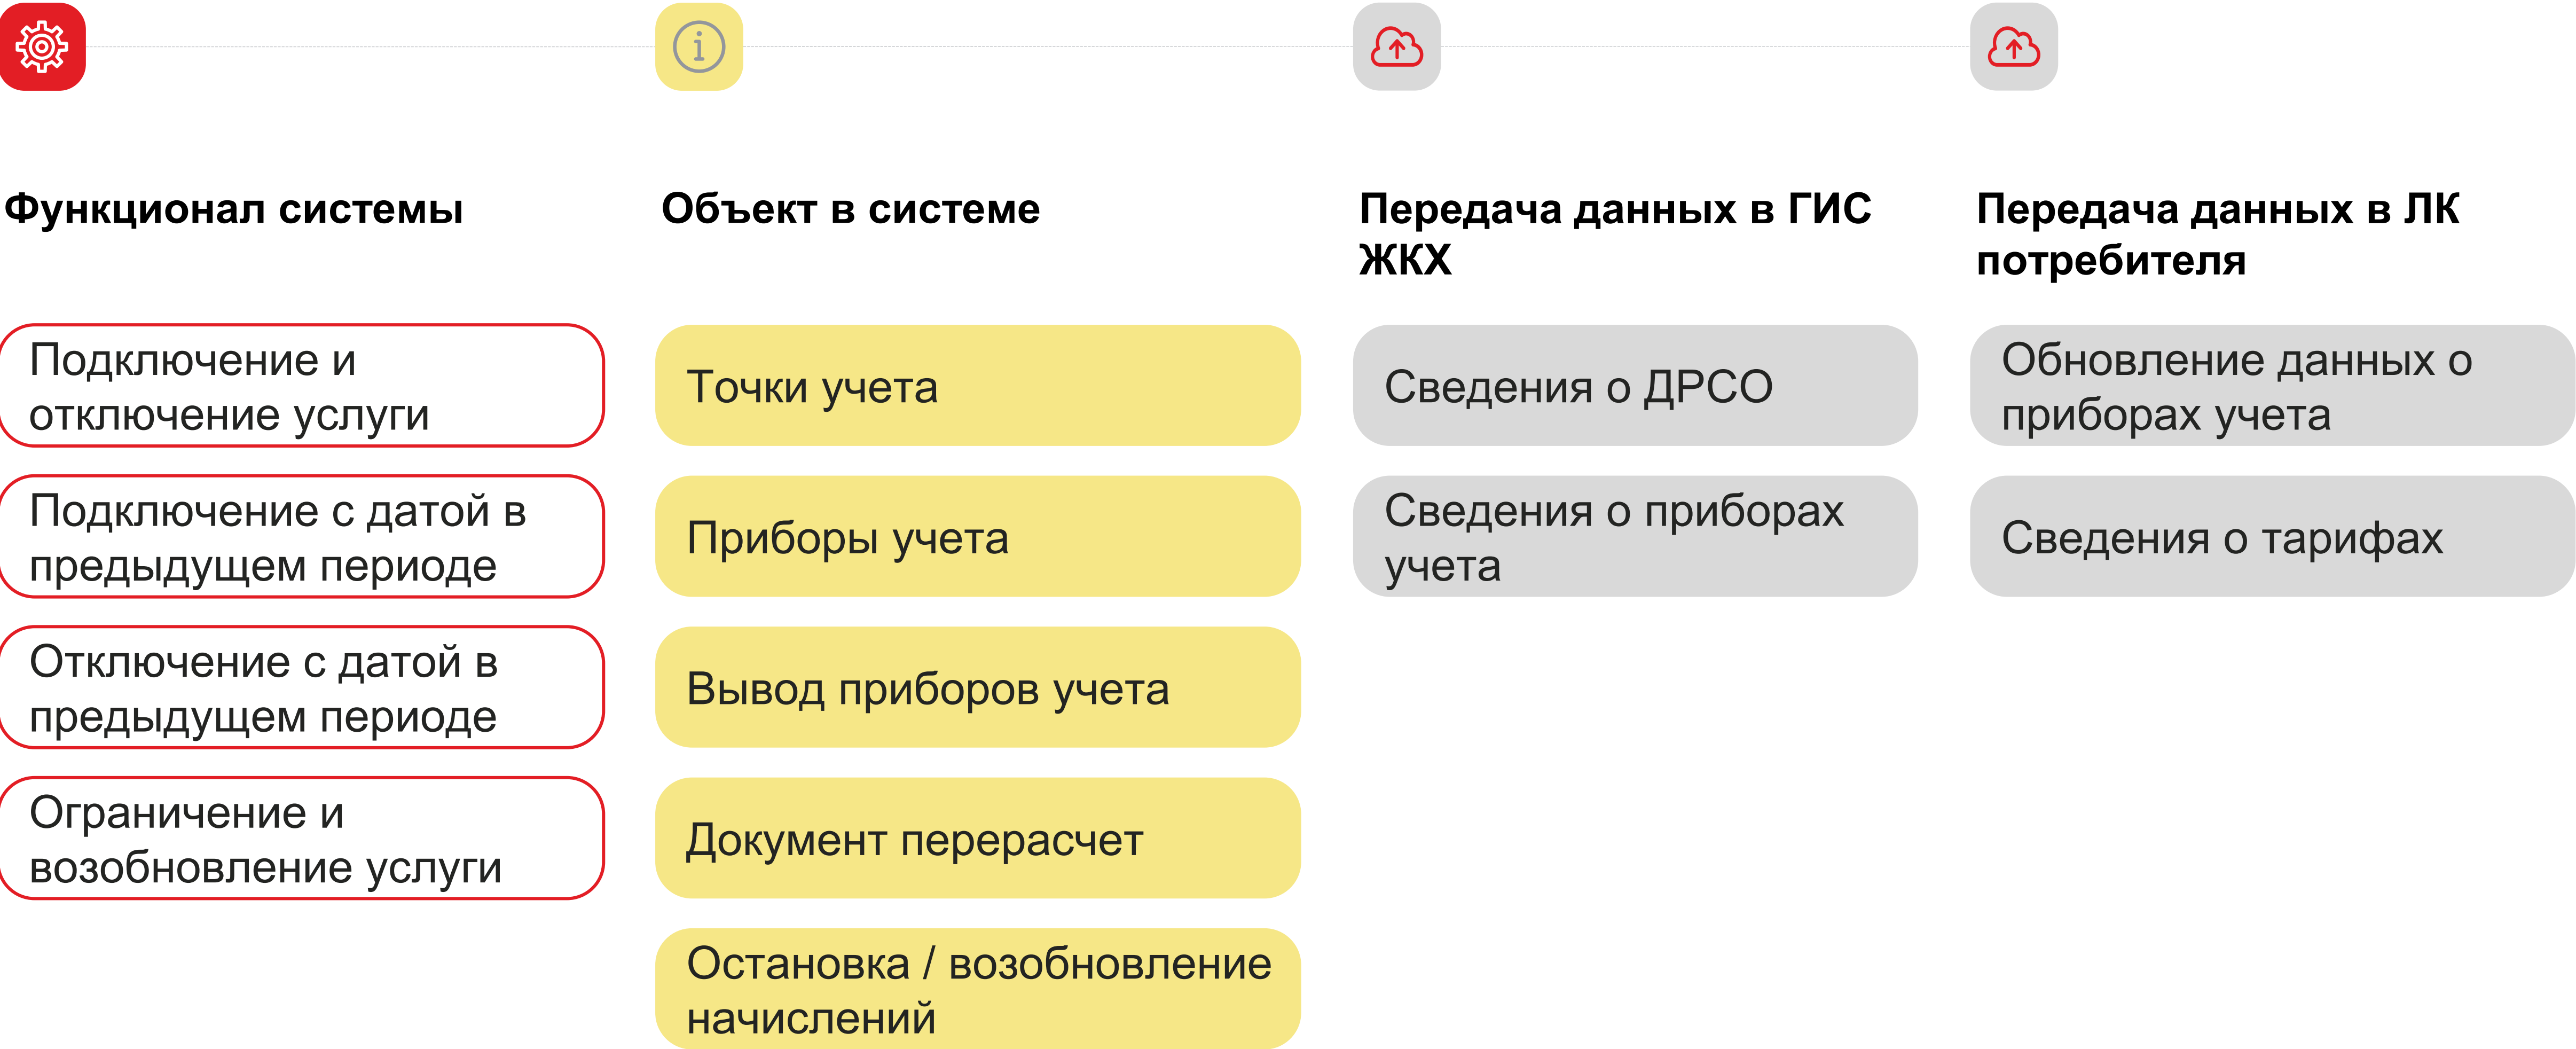 Функционал системы
Подключение и
отключение услуги
Подключение с датой в
предыдущем периоде
Отключение с датой в
предыдущем периоде
Ограничение и
возобновление услуги
Объект в системе
Точки учета
Приборы учета
Вывод приборов учета
Документ перерасчет
Остановка / возобновление
начислений
Передача данных в ГИС
ЖКХ
Сведения о ДРСО
Сведения о приборах
учета
Передача данных в ЛК
потребителя
Обновление данных о
приборах учета
Сведения о тарифах